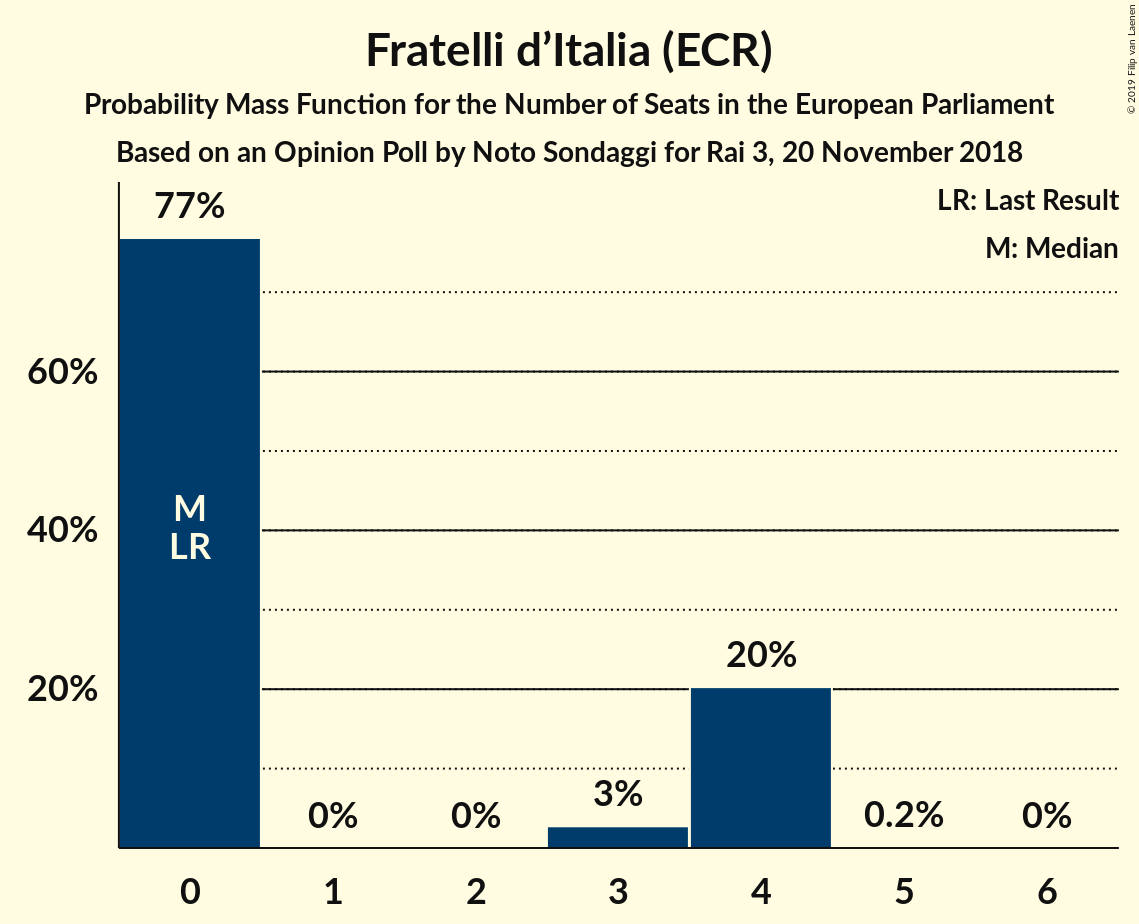 Fratelli d’Italia (ECR)
Probability Mass Function for the Number of Seats in the European Parliament
Based on an Opinion Poll by Noto Sondaggi for Rai 3, 20 November 2018
© 2019 Filip van Laenen
LR: Last Result
M: Median
77%
60%
40%
20%
M
LR
0%
0%
3%
20%
0.2%
0%
0
1
2
3
4
5
6